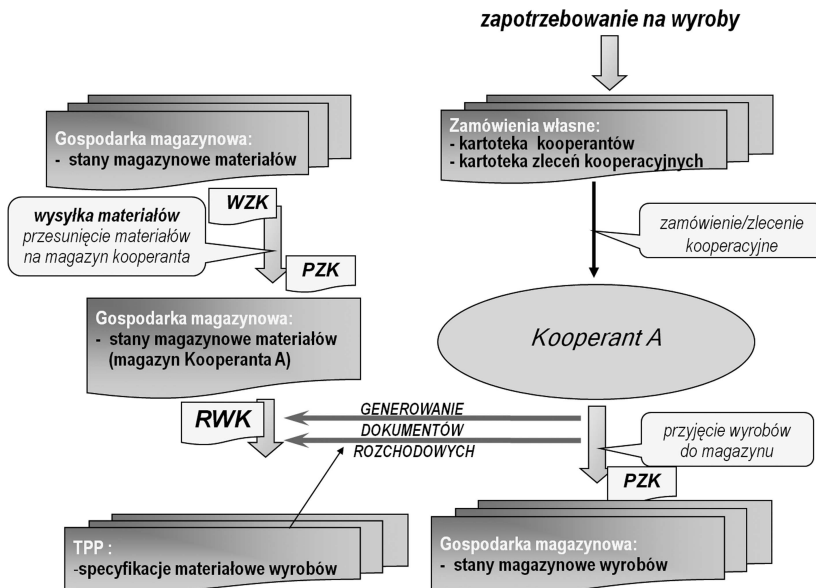 zapotrzebowanie na wyroby
Gospodarka magazynowa:
- stany magazynowe materiałów
Zamówienia własne:
- kartoteka kooperantów
- kartoteka zleceń kooperacyjnych
WZK
wysyłka materiałów
przesunięcie materiałów
na magazyn kooperanta
PZK
zamówienie/zlecenie
kooperacyjne
Gospodarka magazynowa:
- stany magazynowe materiałów
(magazyn Kooperanta A)
Kooperant A
RWK
GENEROWANIE
DOKUMENTÓW
ROZCHODOWYCH
przyjęcie wyrobów
do magazynu
PZK
TPP :
-specyfikacje materiałowe wyrobów
Gospodarka magazynowa:
- stany magazynowe wyrobów